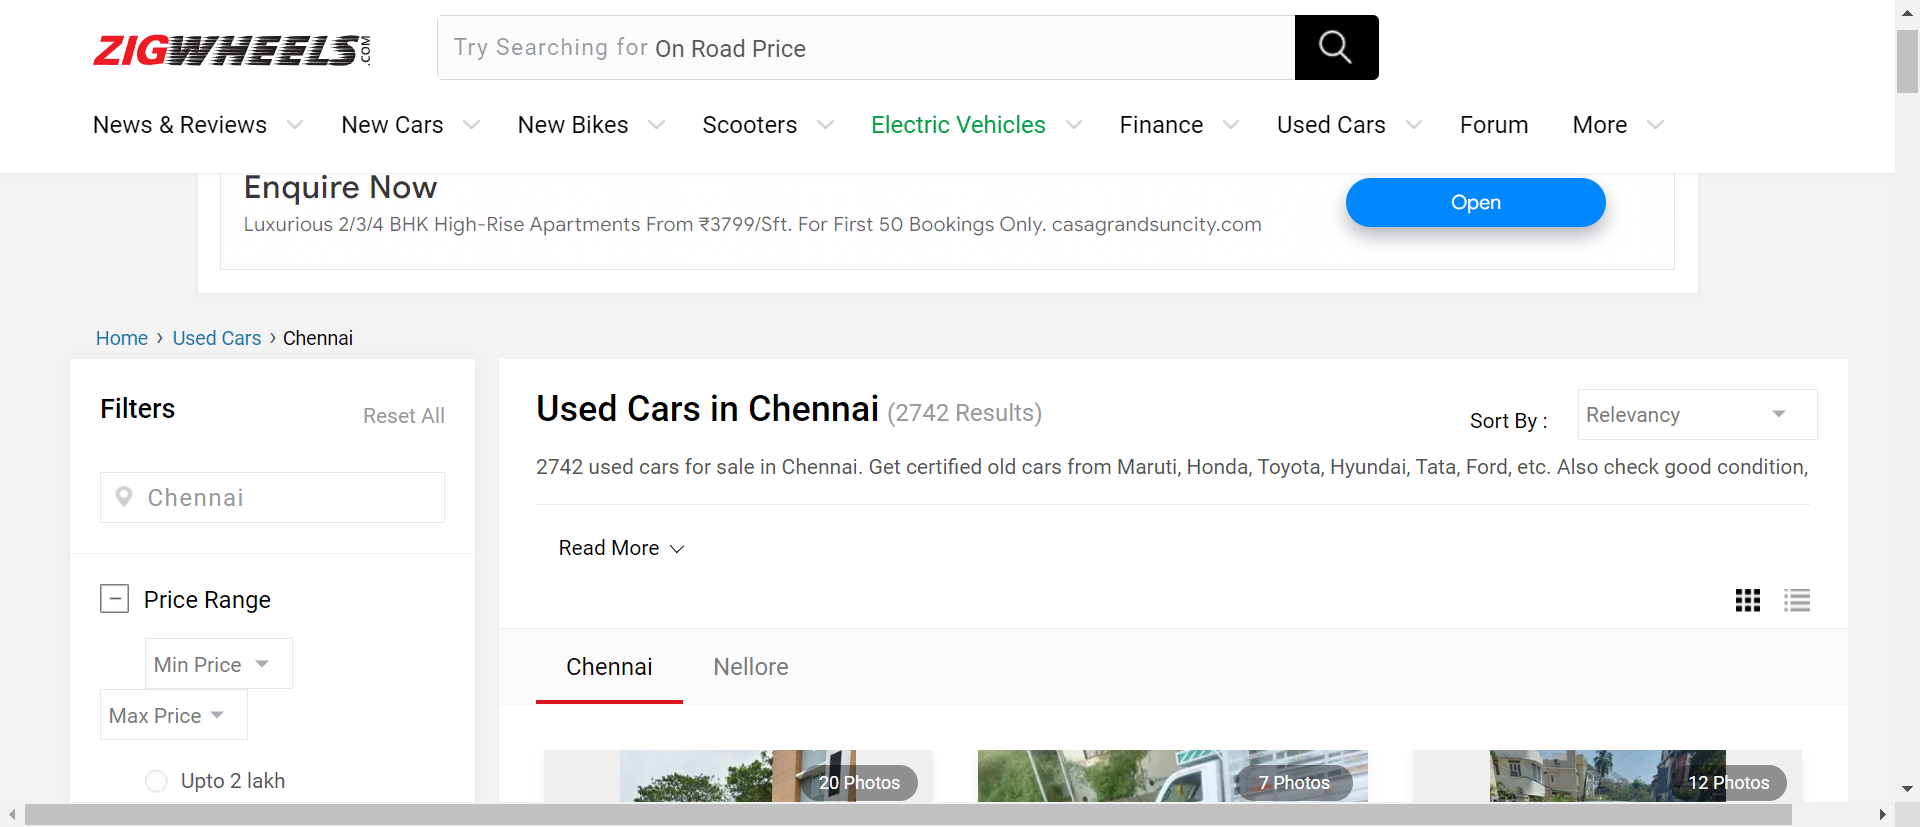 ZIGWHEELS.COM
Try Searching for On Road Price
News & Reviews New Cars New Bikes Scooters Electric Vehicles Finance Used Cars Forum More
Enquire Now
Luxurious 2/3/4 BHK High-Rise Apartments From ₹3799/Sft. For First 50 Bookings Only. casagrandsuncity.com
Open
Home › Used Cars › Chennai
Filters
Reset All
Chennai
Price Range
Min Price
Max Price
Upto 2 lakh
Used Cars in Chennai (2742 Results)
Sort By :
Relevancy
2742 used cars for sale in Chennai. Get certified old cars from Maruti, Honda, Toyota, Hyundai, Tata, Ford, etc. Also check good condition,
Read More
Chennai Nellore
20 Photos
7 Photos
12 Photos